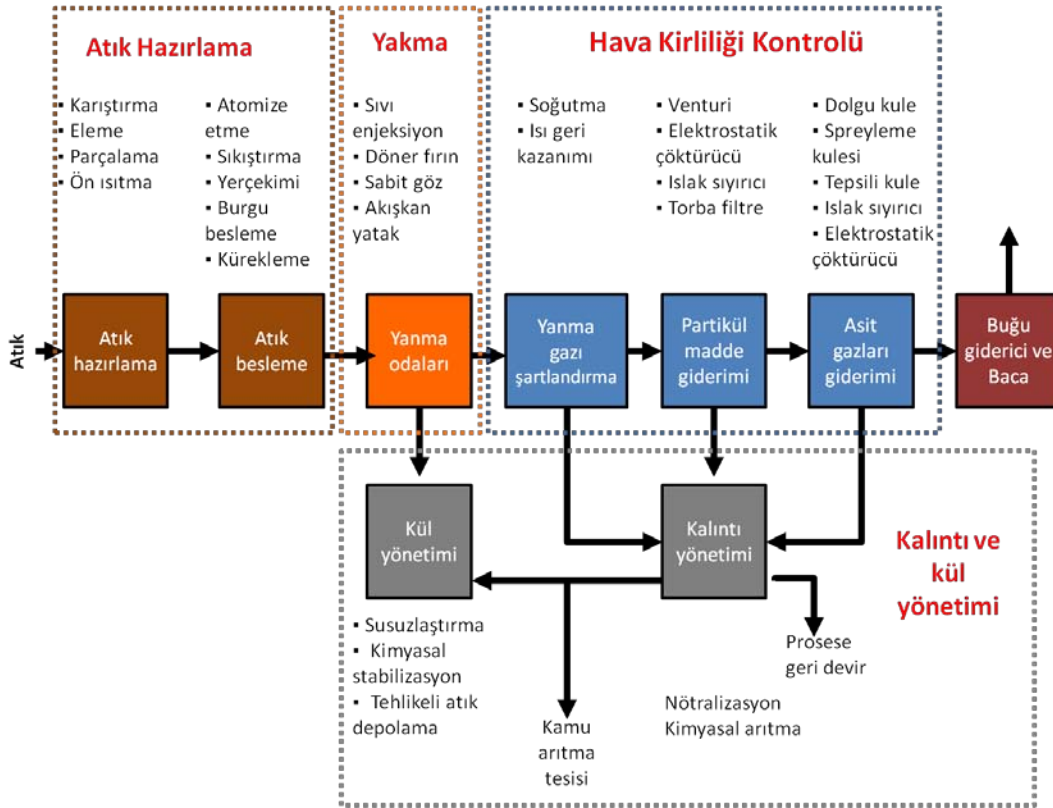 Atık Hazırlama
▪ Karıştırma
▪ Eleme
▪ Parçalama
▪ Ön ısıtma
▪ Atomize
etme
▪ Sıkıştırma
▪ Yerçekimi
▪ Burgu
besleme
▪ Kürekleme
Yakma
▪ Sıvı
enjeksiyon
▪ Döner fırın
▪ Sabit göz
▪ Akışkan
yatak
Hava Kirliliği Kontrolü
▪ Soğutma
▪ Isı geri
kazanımı
▪ Venturi
▪ Elektrostatik
çöktürücü
▪ Islak sıyırıcı
▪ Torba filtre
▪ Dolgu kule
▪ Spreyleme
kulesi
▪ Tepsili kule
▪ Islak sıyırıcı
▪ Elektrostatik
çöktürücü
Atık
Atık
hazırlama
Atık
besleme
Yanma
odaları
Yanma
gazı
şartlandırma
Partikül
madde
giderimi
Asit
gazları
giderimi
Buğu
giderici ve
Baca
Kül
yönetimi
Kalıntı
yönetimi
Kalıntı ve
kül
yönetimi
▪ Susuzlaştırma
▪ Kimyasal
stabilizasyon
▪ Tehlikeli atık
depolama
Kamu
arıtma
tesisi
Prosese
geri devir
Nötralizasyon
Kimyasal arıtma